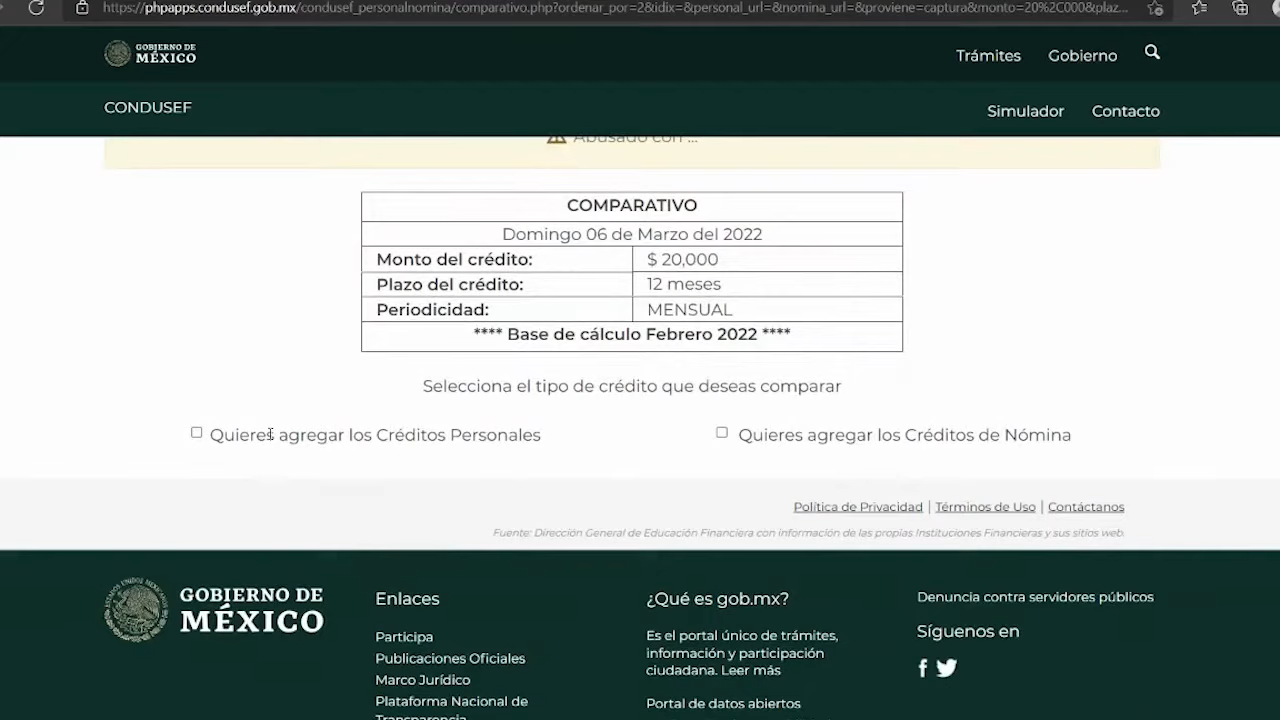 https://phpapps.condusef.gob.mx/condusef_personalnomina/comparativo.php?ordenar_por=2&idix=&personal_url=&nomina_url=&proviene=captura&monto=20%2C000&plaz...
GOBIERNO DE
MÉXICO
Trámites
Gobierno
CONDUSEF
Simulador
Contacto
Abusado con ...
COMPARATIVO
Domingo 06 de Marzo del 2022
Monto del crédito: $ 20,000
Plazo del crédito: 12 meses
Periodicidad: MENSUAL
**** Base de cálculo Febrero 2022 ****
Selecciona el tipo de crédito que deseas comparar
Quieres agregar los Créditos Personales
Quieres agregar los Créditos de Nómina
Política de Privacidad | Términos de Uso | Contáctanos
Fuente: Dirección General de Educación Financiera con información de las propias Instituciones Financieras y sus sitios web.
GOBIERNO DE
MÉXICO
Enlaces
Participa
Publicaciones Oficiales
Marco Jurídico
Plataforma Nacional de
Transparencia
¿Qué es gob.mx?
Es el portal único de trámites,
información y participación
ciudadana. Leer más
Portal de datos abiertos
Denuncia contra servidores públicos
Síguenos en